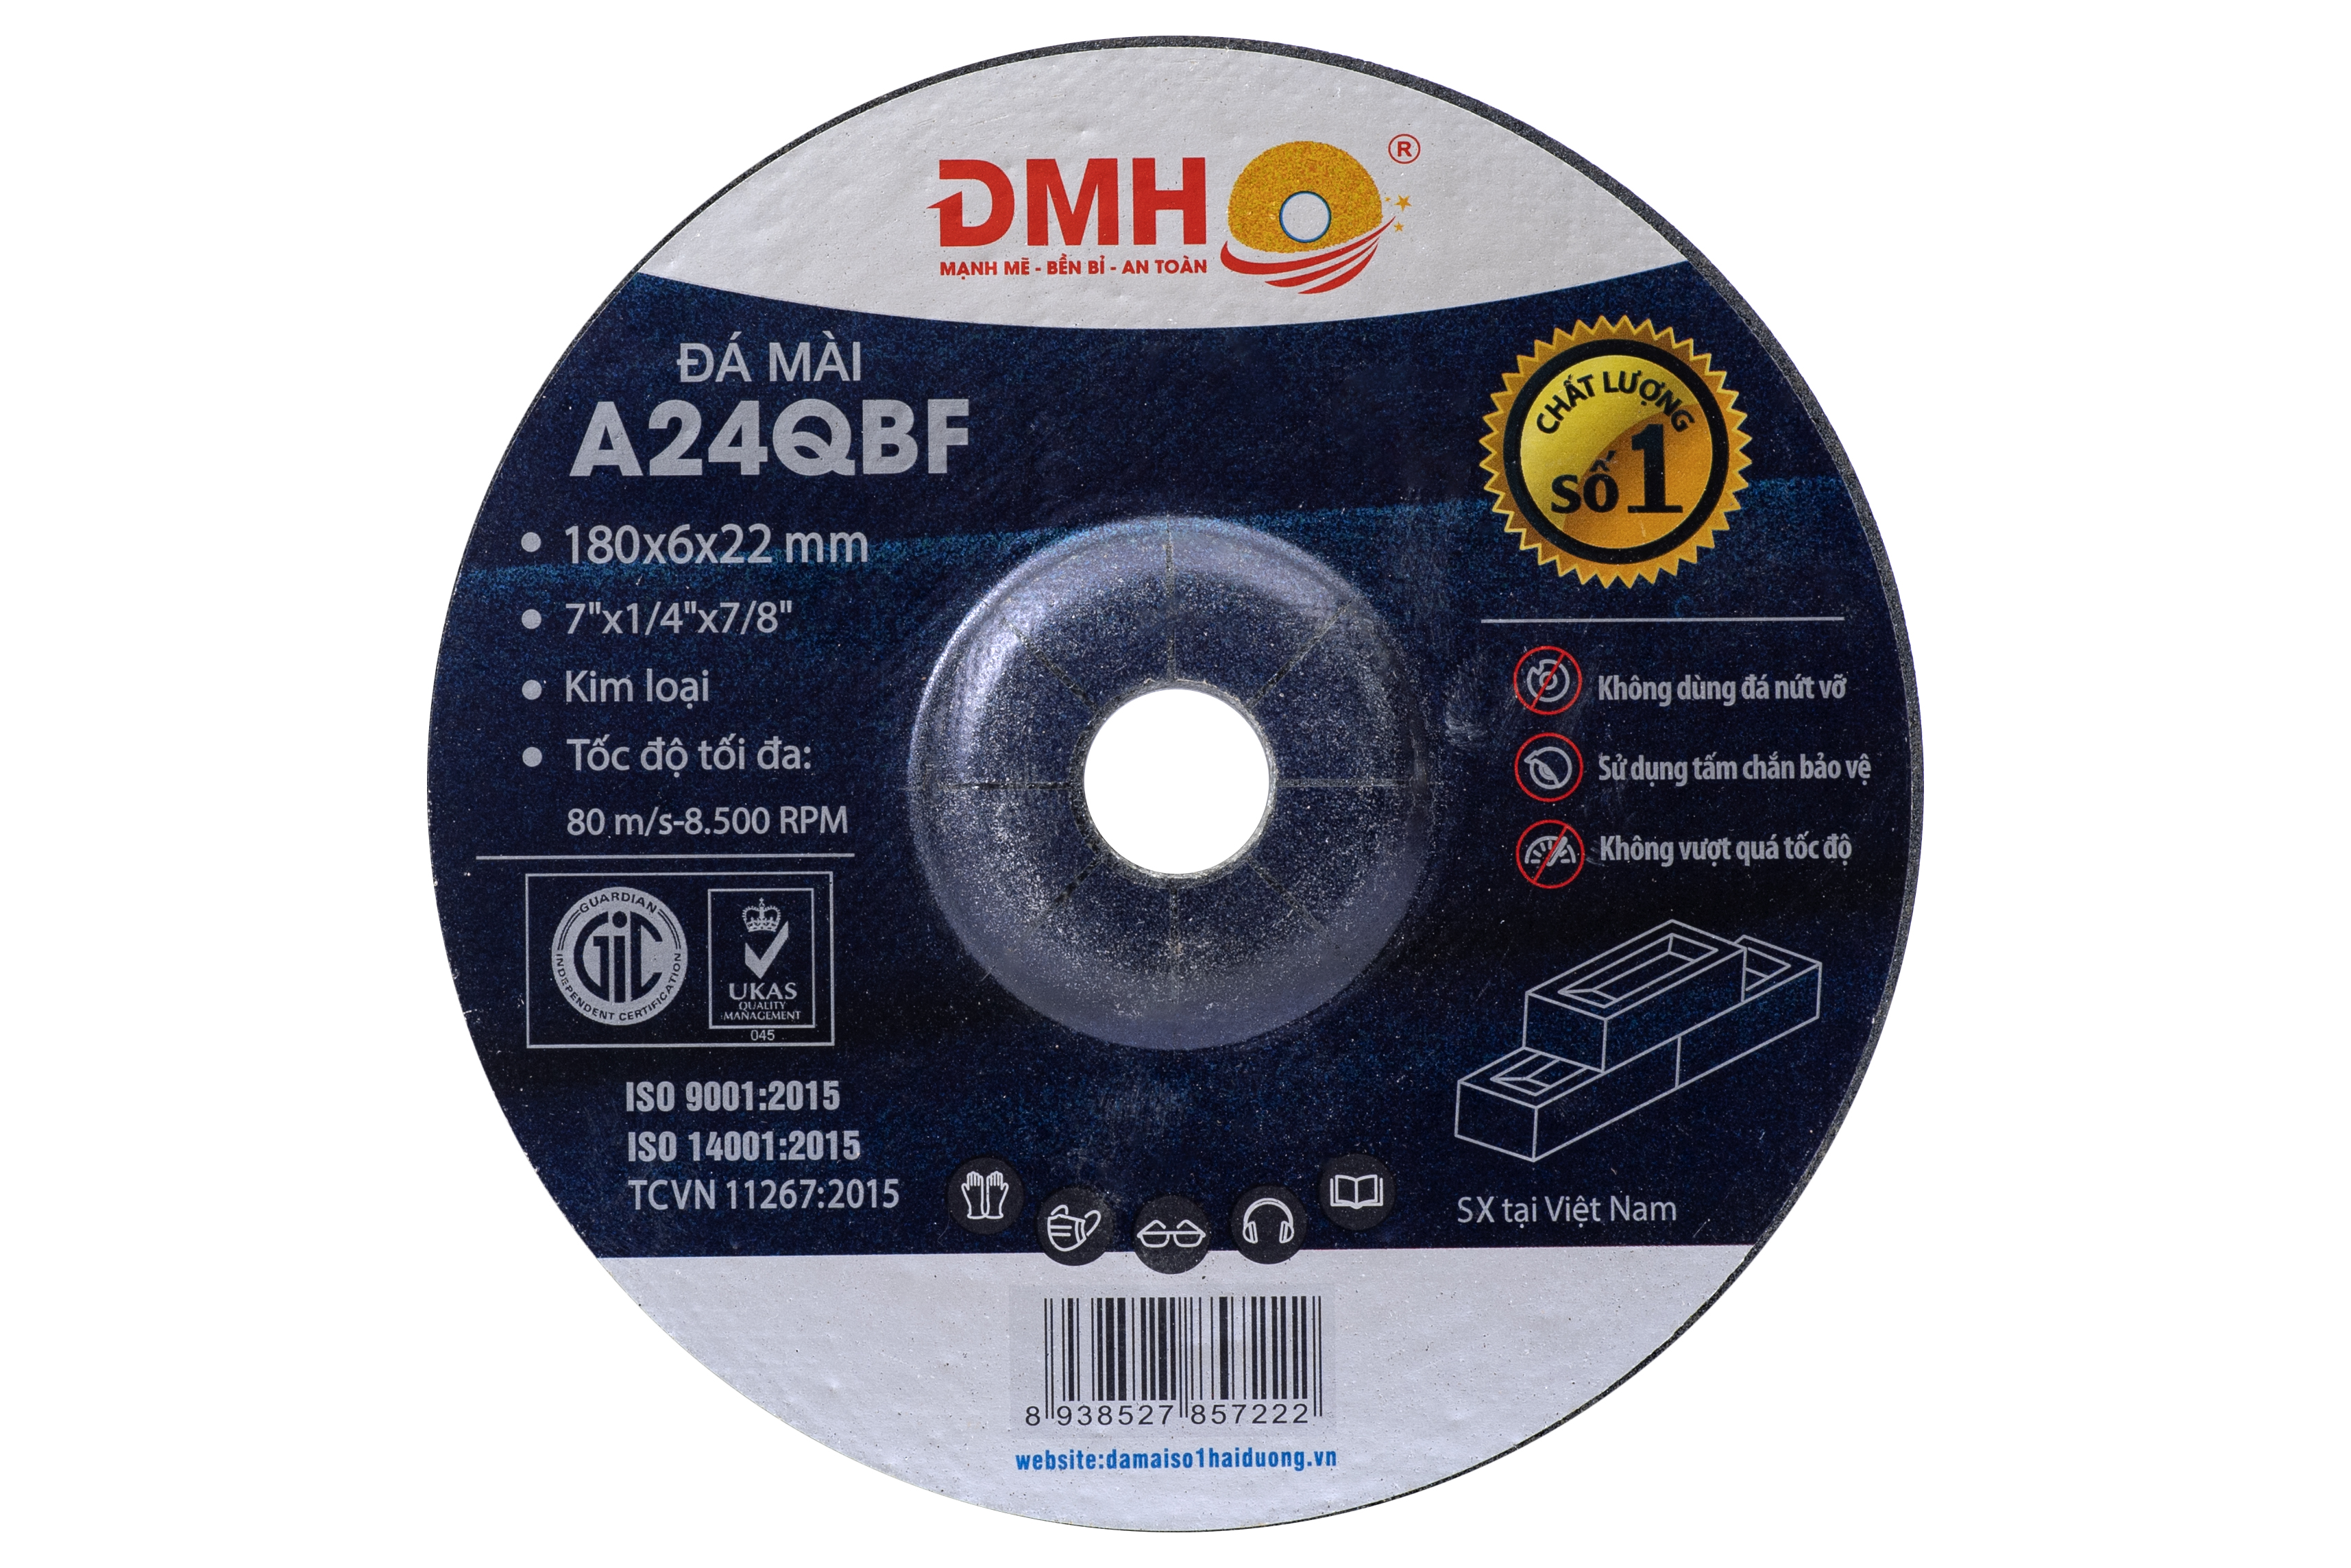 DMH ®
MẠNH MẼ - BỀN BỈ - AN TOÀN
ĐÁ MÀI
A24QBF
• 180x6x22 mm
• 7"x1/4"x7/8"
• Kim loại
• Tốc độ tối đa:
80 m/s-8.500 RPM
GUARDIAN
GIC
INDEPENDENT CERTIFICATION
UKAS
QUALITY
MANAGEMENT
045
ISO 9001:2015
ISO 14001:2015
TCVN 11267:2015
CHẤT LƯỢNG
Số 1
Không dùng đá nứt vỡ
Sử dụng tấm chắn bảo vệ
Không vượt quá tốc độ
SX tại Việt Nam
8 938527 857222
website:damaiso1haiduong.vn